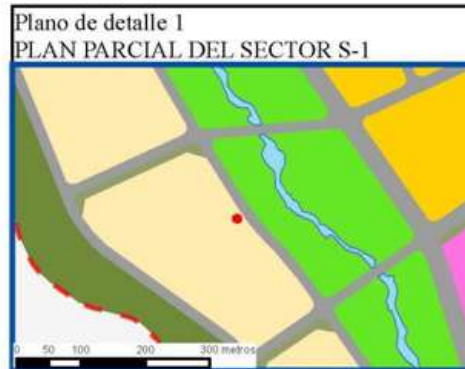 Plano de detalle 1
PLAN PARCIAL DEL SECTOR S-1
0 50 100 200 300 metros